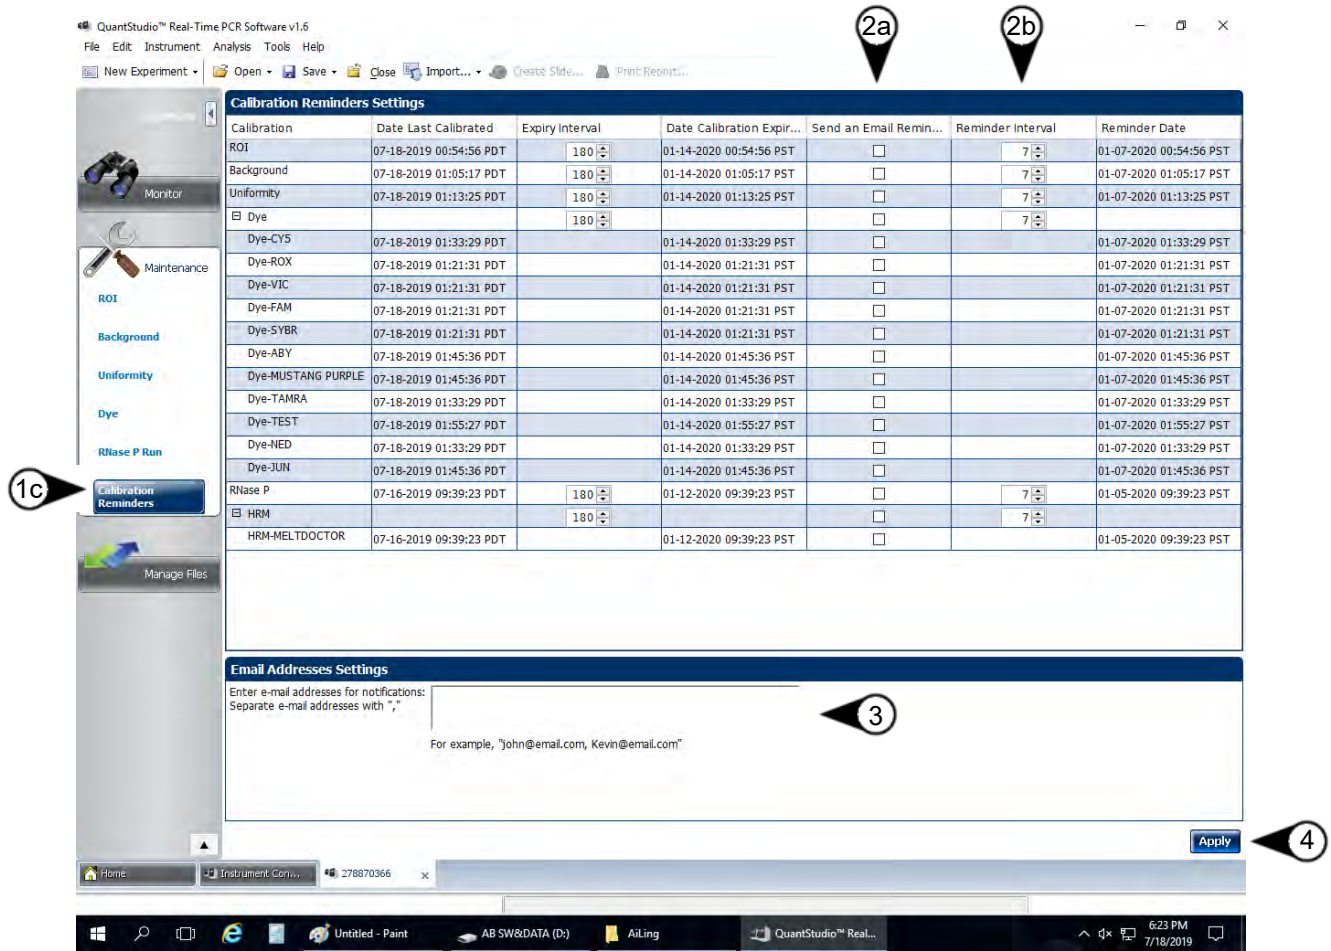 2a 2b
QuantStudio™ Real-Time PCR Software v1.6
File Edit Instrument Analysis Tools Help
New Experiment Open Save Close Import... Create Slide... Print Report...
Calibration Reminders Settings
Calibration Date Last Calibrated Expiry Interval Date Calibration Expir... Send an Email Remin... Reminder Interval Reminder Date
ROI 07-18-2019 00:54:56 PDT 180 01-14-2020 00:54:56 PST 7 01-07-2020 00:54:56 PST
Background 07-18-2019 01:05:17 PDT 180 01-14-2020 01:05:17 PST 7 01-07-2020 01:05:17 PST
Uniformity 07-18-2019 01:13:25 PDT 180 01-14-2020 01:13:25 PST 7 01-07-2020 01:13:25 PST
Dye 180 7
Dye-CY5 07-18-2019 01:33:29 PDT 01-14-2020 01:33:29 PST 01-07-2020 01:33:29 PST
Dye-ROX 07-18-2019 01:21:31 PDT 01-14-2020 01:21:31 PST 01-07-2020 01:21:31 PST
Dye-VIC 07-18-2019 01:21:31 PDT 01-14-2020 01:21:31 PST 01-07-2020 01:21:31 PST
Dye-FAM 07-18-2019 01:21:31 PDT 01-14-2020 01:21:31 PST 01-07-2020 01:21:31 PST
Dye-SYBR 07-18-2019 01:21:31 PDT 01-14-2020 01:21:31 PST 01-07-2020 01:21:31 PST
Dye-ABY 07-18-2019 01:45:36 PDT 01-14-2020 01:45:36 PST 01-07-2020 01:45:36 PST
Dye-MUSTANG PURPLE 07-18-2019 01:45:36 PDT 01-14-2020 01:45:36 PST 01-07-2020 01:45:36 PST
Dye-TAMRA 07-18-2019 01:33:29 PDT 01-14-2020 01:33:29 PST 01-07-2020 01:33:29 PST
Dye-TEST 07-18-2019 01:55:27 PDT 01-14-2020 01:55:27 PST 01-07-2020 01:55:27 PST
Dye-NED 07-18-2019 01:33:29 PDT 01-14-2020 01:33:29 PST 01-07-2020 01:33:29 PST
Dye-JUN 07-18-2019 01:45:36 PDT 01-14-2020 01:45:36 PST 01-07-2020 01:45:36 PST
RNase P 07-16-2019 09:39:23 PDT 180 01-12-2020 09:39:23 PST 7 01-05-2020 09:39:23 PST
HRM 180 7
HRM-MELTDOCTOR 07-16-2019 09:39:23 PDT 01-12-2020 09:39:23 PST 01-05-2020 09:39:23 PST
Monitor
Maintenance
ROI
Background
Uniformity
Dye
RNase P Run
1c
Calibration
Reminders
Manage Files
Email Addresses Settings
Enter e-mail addresses for notifications:
Separate e-mail addresses with ","
3
For example, "john@email.com, Kevin@email.com"
Apply
4
Home Instrument Con... 278870366 x
Untitled - Paint AB SW&DATA (D:) AiLing QuantStudio™ Real...
6:23 PM
7/18/2019